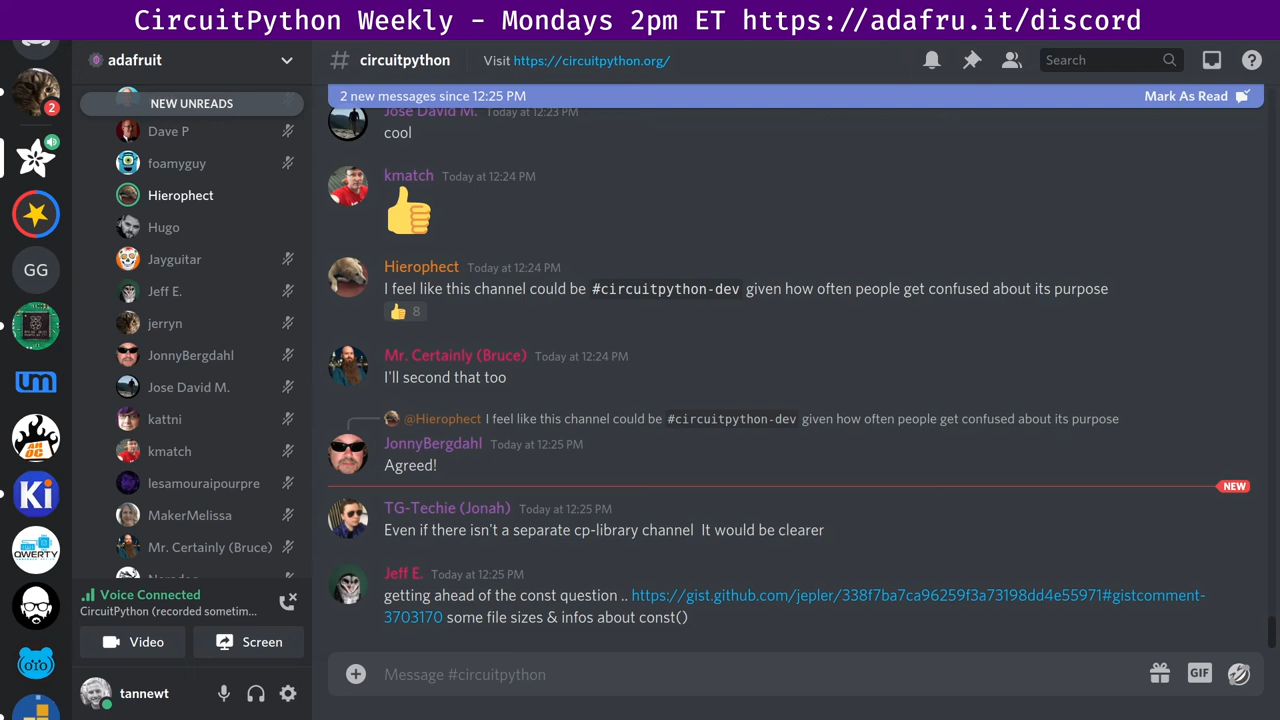 CircuitPython Weekly - Mondays 2pm ET https://adafru.it/discord
adafruit
# circuitpython
Visit https://circuitpython.org/
Search
NEW UNREADS
2 new messages since 12:25 PM
Mark As Read
2
Dave P
foamyguy
Hierophect
Hugo
Jayguitar
GG
Jeff E.
jerryn
JonnyBergdahl
Jose David M.
kattni
kmatch
lesamouraipourpre
MakerMelissa
Mr. Certainly (Bruce)
Jose David M. Today at 12:23 PM
cool
kmatch Today at 12:24 PM
Hierophect Today at 12:24 PM
I feel like this channel could be #circuitpython-dev given how often people get confused about its purpose
8
Mr. Certainly (Bruce) Today at 12:24 PM
I'll second that too
@Hierophect I feel like this channel could be #circuitpython-dev given how often people get confused about its purpose
JonnyBergdahl Today at 12:25 PM
Agreed!
NEW
TG-Techie (Jonah) Today at 12:25 PM
Even if there isn't a separate cp-library channel It would be clearer
Jeff E. Today at 12:25 PM
getting ahead of the const question .. https://gist.github.com/jepler/338f7ba7ca96259f3a73198dd4e55971#gistcomment-
3703170 some file sizes & infos about const()
Voice Connected
CircuitPython (recorded sometim...
Video
Screen
tannewt
Message #circuitpython
GIF
um
Ki
QWERTY